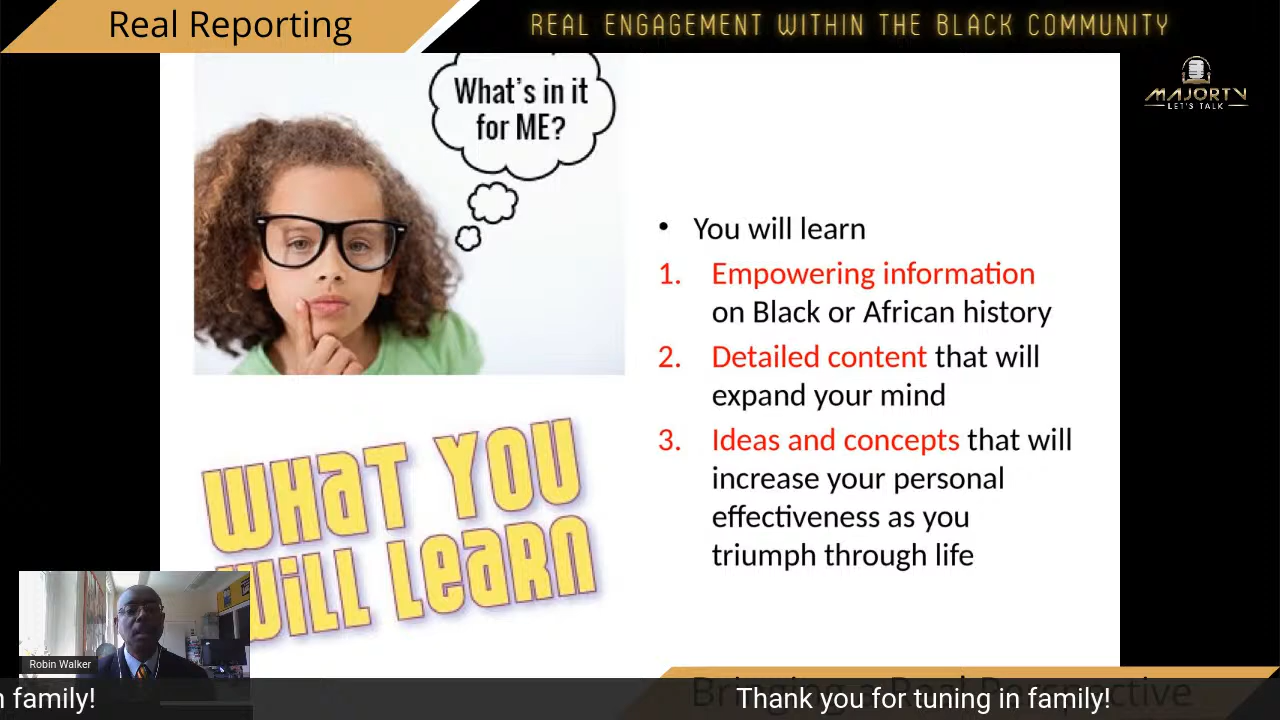 Real Reporting
REAL ENGAGEMENT WITHIN THE BLACK COMMUNITY
MAJORTV
LET'S TALK
What's in it
for ME?
• You will learn
1. Empowering information
on Black or African history
2. Detailed content that will
expand your mind
3. Ideas and concepts that will
increase your personal
effectiveness as you
triumph through life
WHaT YOU
WiLL LeaRN
Robin Walker
n family!
Thank you for tuning in family!